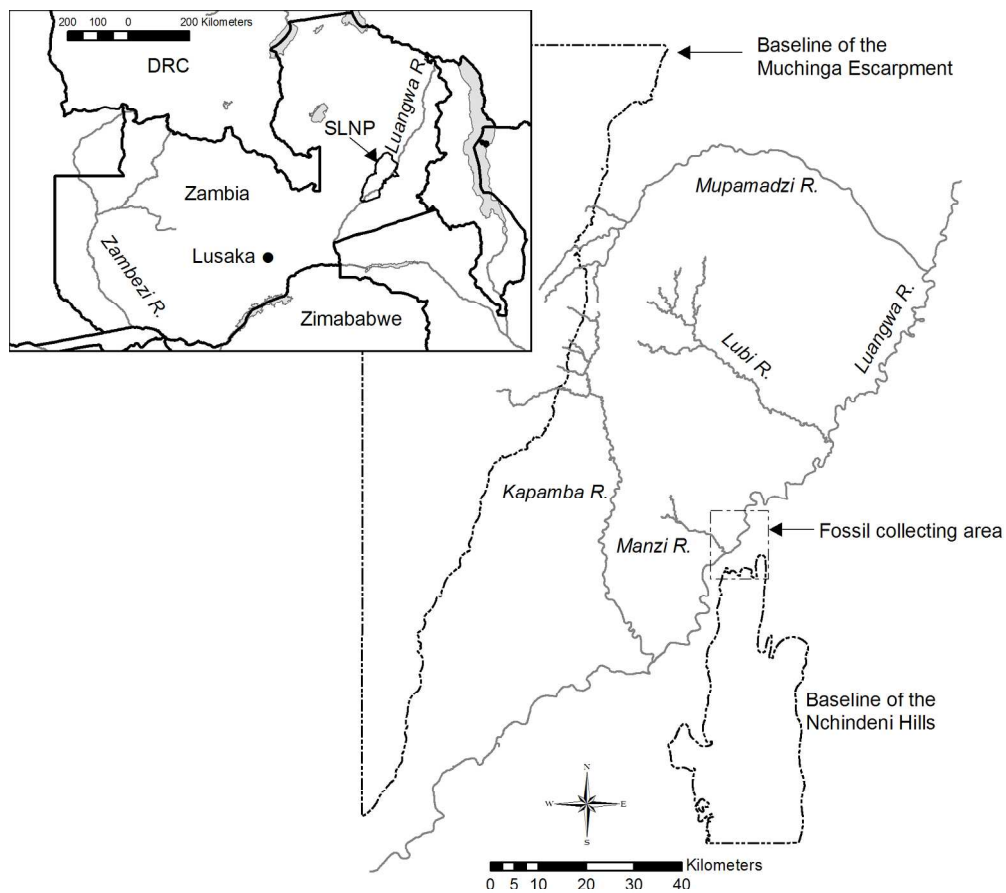 200 100 0 200 Kilometers
DRC
SLNP
Luangwa R.
Zambia
Lusaka
Zambezi R.
Zimababwe
Baseline of the
Muchinga Escarpment
Mupamadzi R.
Luangwa R.
Lubi R.
Kapamba R.
Manzi R.
Fossil collecting area
Baseline of the
Nchindeni Hills
N
W E
S
Kilometers
0 5 10 20 30 40